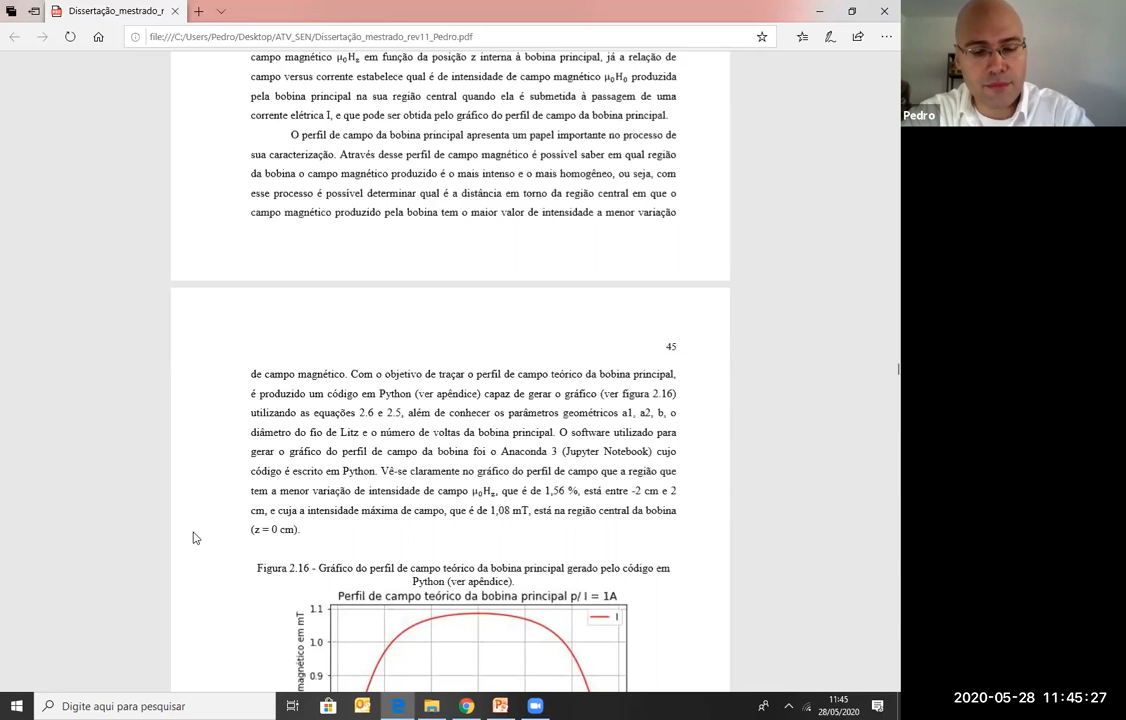 Dissertação_mestrado_r
file:///C:/Users/Pedro/Desktop/ATV_SEN/Dissertação_mestrado_rev11_Pedro.pdf
campo magnético μ₀Hz em função da posição z interna à bobina principal, já a relação de
campo versus corrente estabelece qual é de intensidade de campo magnético μ₀H₀ produzida
pela bobina principal na sua região central quando ela é submetida à passagem de uma
corrente elétrica I, e que pode ser obtida pelo gráfico do perfil de campo da bobina principal.
O perfil de campo da bobina principal apresenta um papel importante no processo de
sua caracterização. Através desse perfil de campo magnético é possível saber em qual região
da bobina o campo magnético produzido é o mais intenso e o mais homogêneo, ou seja, com
esse processo é possível determinar qual é a distância em torno da região central em que o
campo magnético produzido pela bobina tem o maior valor de intensidade a menor variação
45
de campo magnético. Com o objetivo de traçar o perfil de campo teórico da bobina principal,
é produzido um código em Python (ver apêndice) capaz de gerar o gráfico (ver figura 2.16)
utilizando as equações 2.6 e 2.5, além de conhecer os parâmetros geométricos a1, a2, b, o
diâmetro do fio de Litz e o número de voltas da bobina principal. O software utilizado para
gerar o gráfico do perfil de campo da bobina foi o Anaconda 3 (Jupyter Notebook) cujo
código é escrito em Python. Vê-se claramente no gráfico do perfil de campo que a região que
tem a menor variação de intensidade de campo μ₀Hz, que é de 1,56 %, está entre -2 cm e 2
cm, e cuja a intensidade máxima de campo, que é de 1,08 mT, está na região central da bobina
(z = 0 cm).
Figura 2.16 - Gráfico do perfil de campo teórico da bobina principal gerado pelo código em
Python (ver apêndice).
Perfil de campo teórico da bobina principal p/ I = 1A
1.1
I
1.0
0.9
magnético em mT
Pedro
Digite aqui para pesquisar
11:45
28/05/2020
2020-05-28 11:45:27